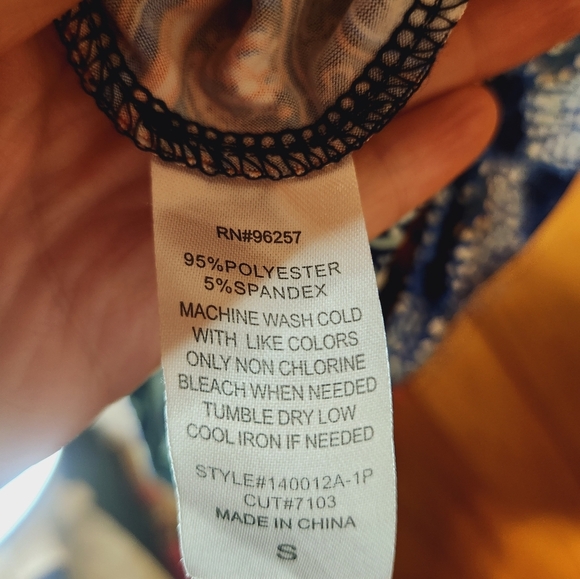 RN#96257
95%POLYESTER
5%SPANDEX
MACHINE WASH COLD
WITH LIKE COLORS
ONLY NON CHLORINE
BLEACH WHEN NEEDED
TUMBLE DRY LOW
COOL IRON IF NEEDED
STYLE#140012A-1P
CUT#7103
MADE IN CHINA
S